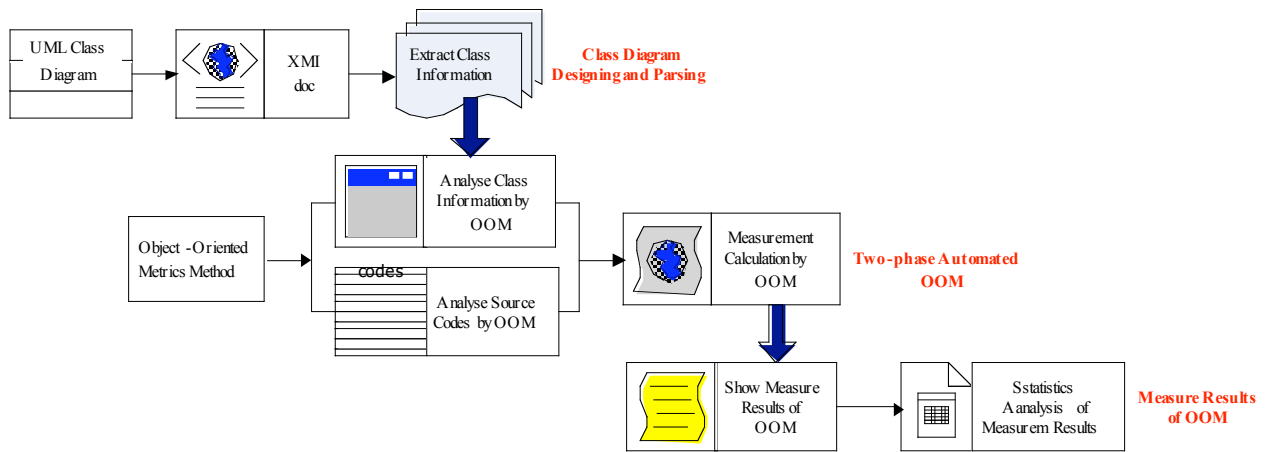 UML Class
Diagram
XMI
doc
Extract Class
Information
Class Diagram
Designing and Parsing
Analyse Class
Information by
OOM
Object -Oriented
Metrics Method
codes
Analyse Source
Codes by OOM
Measurement
Calculation by
OOM
Two-phase Automated
OOM
Show Measure
Results of
OOM
Sstatistics
Aanalysis of
Measurem Results
Measure Results
of OOM